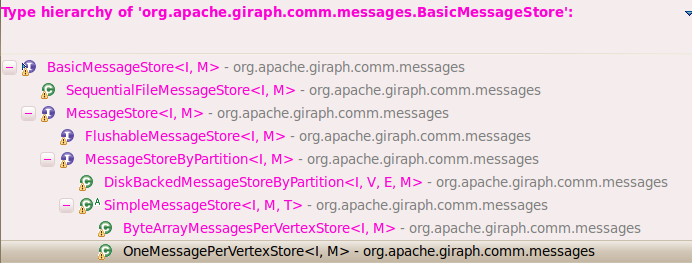 Type hierarchy of 'org.apache.giraph.comm.messages.BasicMessageStore':
BasicMessageStore<I, M> - org.apache.giraph.comm.messages
SequentialFileMessageStore<I, M> - org.apache.giraph.comm.messages
MessageStore<I, M> - org.apache.giraph.comm.messages
FlushableMessageStore<I, M> - org.apache.giraph.comm.messages
MessageStoreByPartition<I, M> - org.apache.giraph.comm.messages
DiskBackedMessageStoreByPartition<I, V, E, M> - org.apache.giraph.comm.messages
A SimpleMessageStore<I, M, T> - org.apache.giraph.comm.messages
ByteArrayMessagesPerVertexStore<I, M> - org.apache.giraph.comm.messages
OneMessagePerVertexStore<I, M> - org.apache.giraph.comm.messages